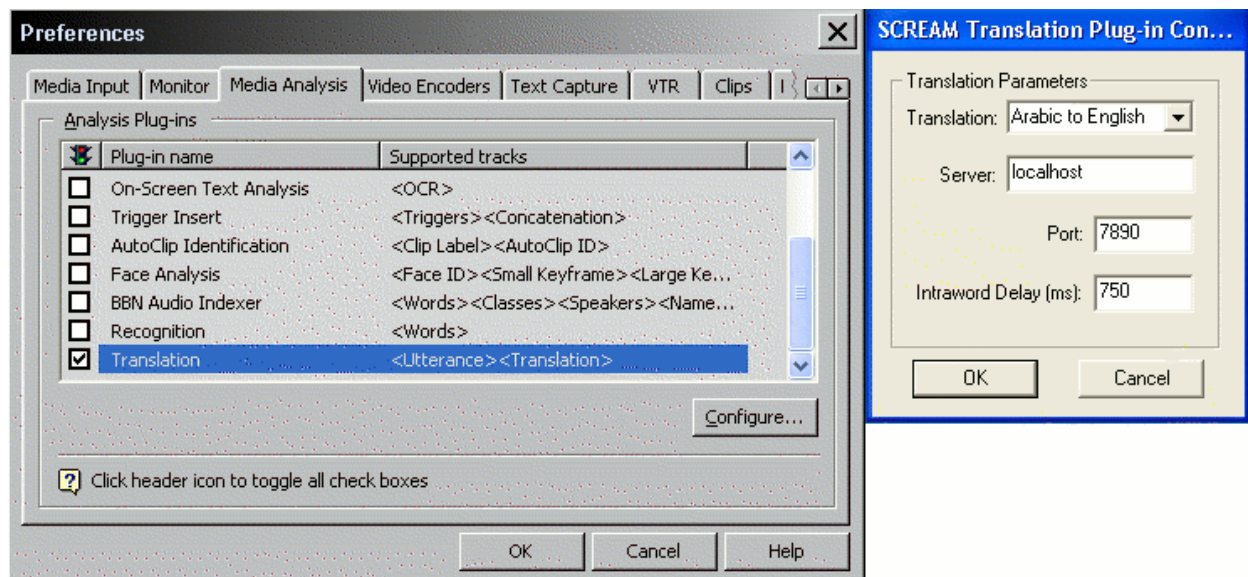 Preferences
Media Input Monitor Media Analysis Video Encoders Text Capture VTR Clips
Analysis Plug-ins
Plug-in name Supported tracks
On-Screen Text Analysis <OCR>
Trigger Insert <Triggers><Concatenation>
AutoClip Identification <Clip Label><AutoClip ID>
Face Analysis <Face ID><Small Keyframe><Large Ke...
BBN Audio Indexer <Words><Classes><Speakers><Name...
Recognition <Words>
Translation <Utterance><Translation>
Configure...
? Click header icon to toggle all check boxes
OK Cancel Help
SCREAM Translation Plug-in Con...
Translation Parameters
Translation: Arabic to English
Server: localhost
Port: 7890
Intraword Delay (ms): 750
OK Cancel